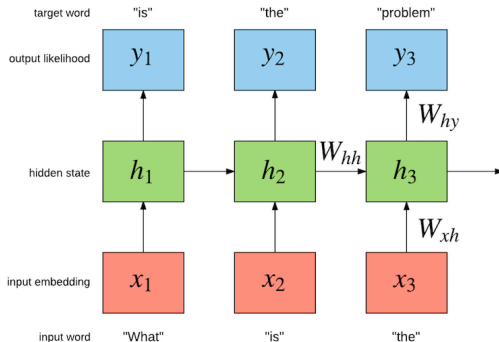 target word "is" "the" "problem"
output likelihood y1 y2 y3
Why
hidden state h1 h2 Whh h3
Wxh
input embedding x1 x2 x3
input word "What" "is" "the"